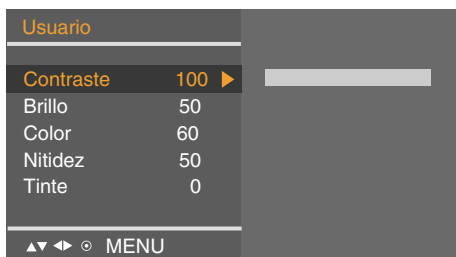 Usuario
Contraste 100 ▶
Brillo 50
Color 60
Nitidez 50
Tinte 0
▲▼ ◀▶ ⊙ MENU